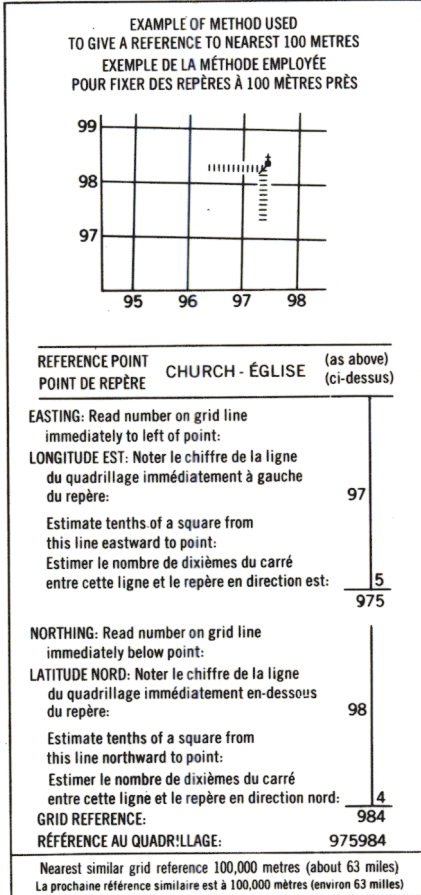 EXAMPLE OF METHOD USED
TO GIVE A REFERENCE TO NEAREST 100 METRES
EXEMPLE DE LA MÉTHODE EMPLOYÉE
POUR FIXER DES REPÈRES À 100 MÈTRES PRÈS
99
98
97
95 96 97 98
REFERENCE POINT CHURCH - ÉGLISE (as above)
POINT DE REPÈRE (ci-dessus)
EASTING: Read number on grid line
immediately to left of point:
LONGITUDE EST: Noter le chiffre de la ligne
du quadrillage immédiatement à gauche
du repère: 97
Estimate tenths of a square from
this line eastward to point:
Estimer le nombre de dixièmes du carré
entre cette ligne et le repère en direction est: 5
975
NORTHING: Read number on grid line
immediately below point:
LATITUDE NORD: Noter le chiffre de la ligne
du quadrillage immédiatement en-dessous
du repère: 98
Estimate tenths of a square from
this line northward to point:
Estimer le nombre de dixièmes du carré
entre cette ligne et le repère en direction nord: 4
GRID REFERENCE: 984
RÉFÉRENCE AU QUADRILLAGE: 975984
Nearest similar grid reference 100,000 metres (about 63 miles)
La prochaine référence similaire est à 100,000 mètres (environ 63 milles)